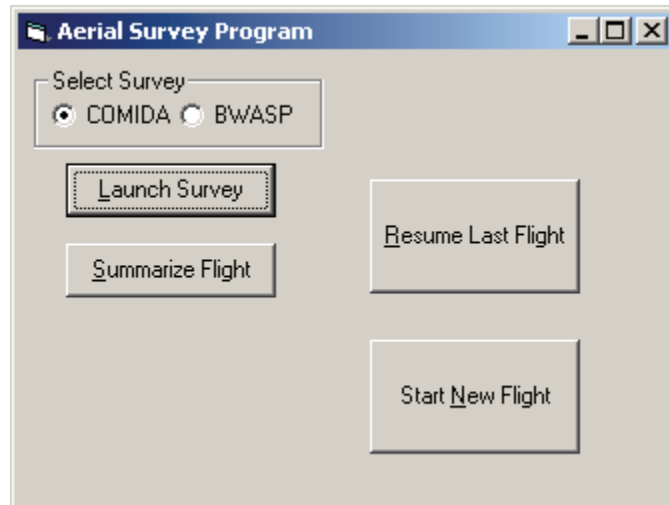 Aerial Survey Program
Select Survey
COMIDA BWASP
Launch Survey
Resume Last Flight
Summarize Flight
Start New Flight